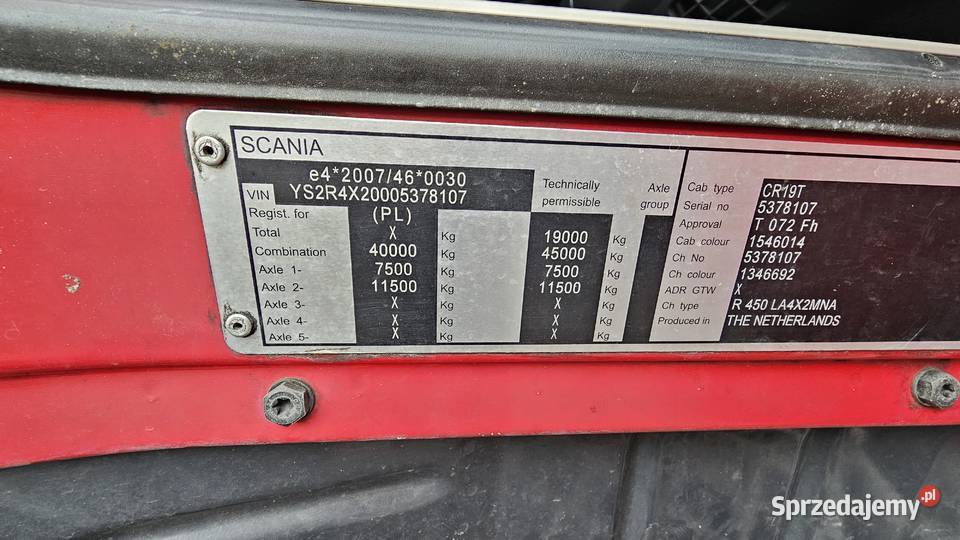 SCANIA
e4*2007/46*0030
VIN YS2R4X20005378107
Technically permissible
Axle group
Regist. for (PL)
Total X Kg 19000 Kg
Combination 40000 Kg 45000 Kg
Axle 1- 7500 Kg 7500 Kg
Axle 2- 11500 Kg 11500 Kg
Axle 3- X Kg X Kg
Axle 4- X Kg X Kg
Axle 5- X Kg X Kg
Cab type CR19T
Serial no 5378107
Approval T 072 Fh
Cab colour 1546014
Ch No 5378107
Ch colour 1346692
ADR GTW X
Ch type R 450 LA4X2MNA
Produced in THE NETHERLANDS
Sprzedajemy.pl